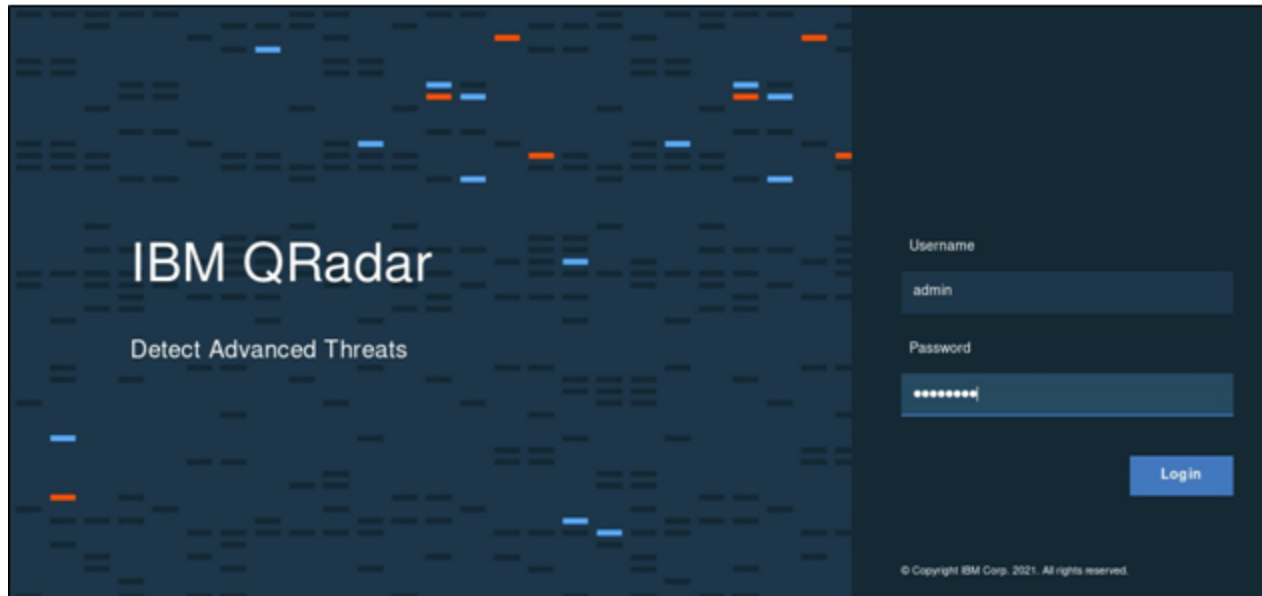 IBM QRadar
Detect Advanced Threats
Username
admin
Password
Login
© Copyright IBM Corp. 2021. All rights reserved.